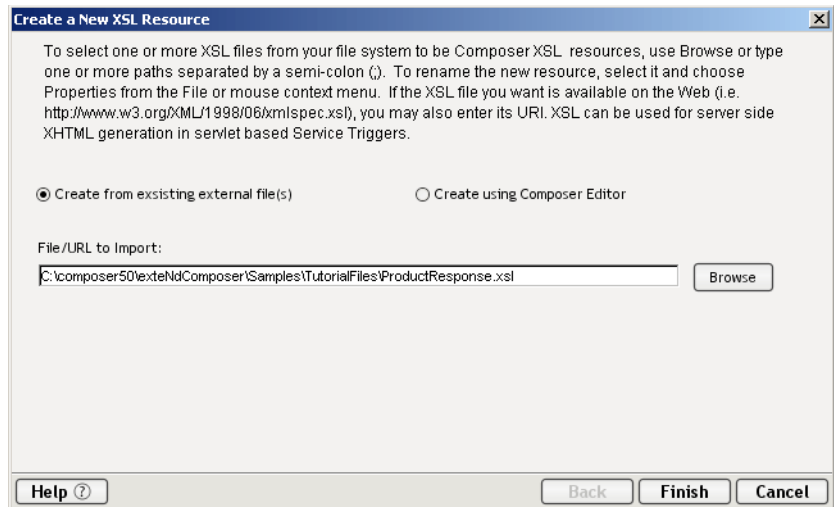 Create a New XSL Resource
To select one or more XSL files from your file system to be Composer XSL resources, use Browse or type
one or more paths separated by a semi-colon (;). To rename the new resource, select it and choose
Properties from the File or mouse context menu. If the XSL file you want is available on the Web (i.e.
http://www.w3.org/XML/1998/06/xmlspec.xsl), you may also enter its URI. XSL can be used for server side
XHTML generation in servlet based Service Triggers.
Create from exsisting external file(s)
Create using Composer Editor
File/URL to Import:
C:\composer50\exteNdComposer\Samples\TutorialFiles\ProductResponse.xsl
Browse
Help ?
Back
Finish
Cancel